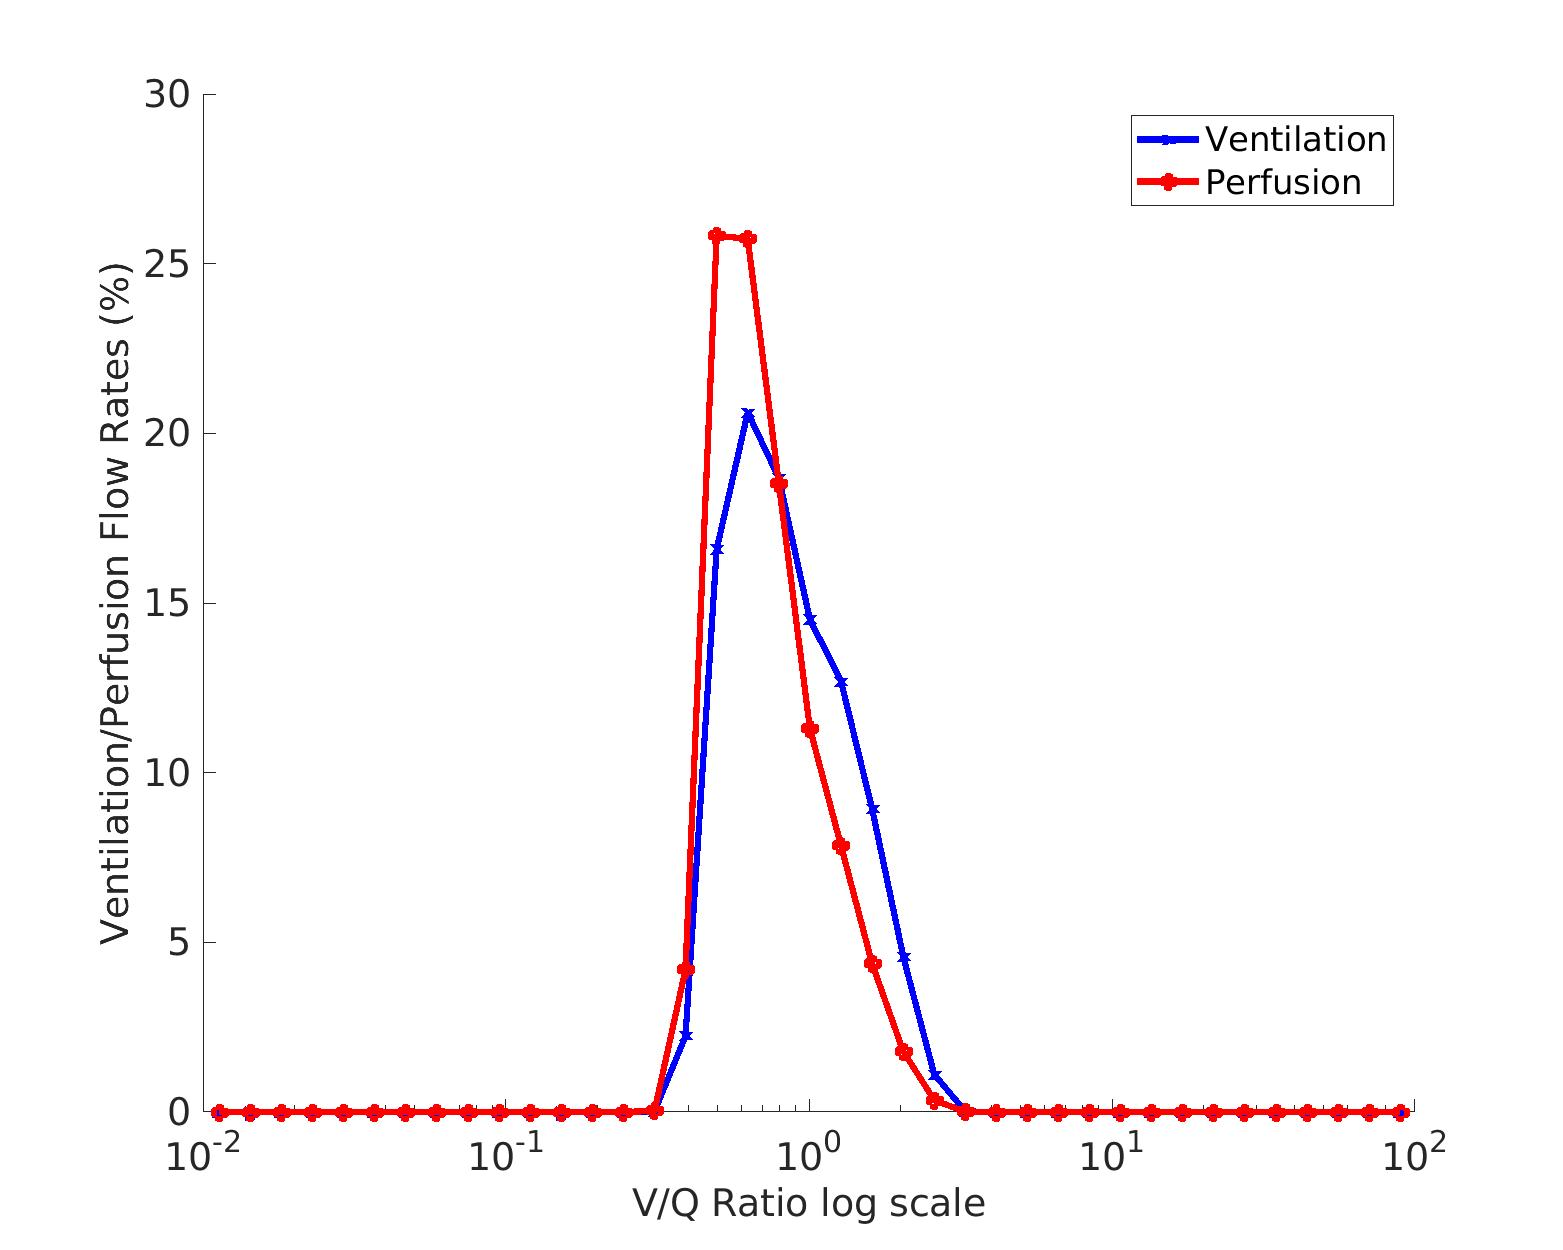 30
25
20
15
10
5
0
Ventilation/Perfusion Flow Rates (%)
Ventilation
Perfusion
10^-2 10^-1 10^0 10^1 10^2
V/Q Ratio log scale